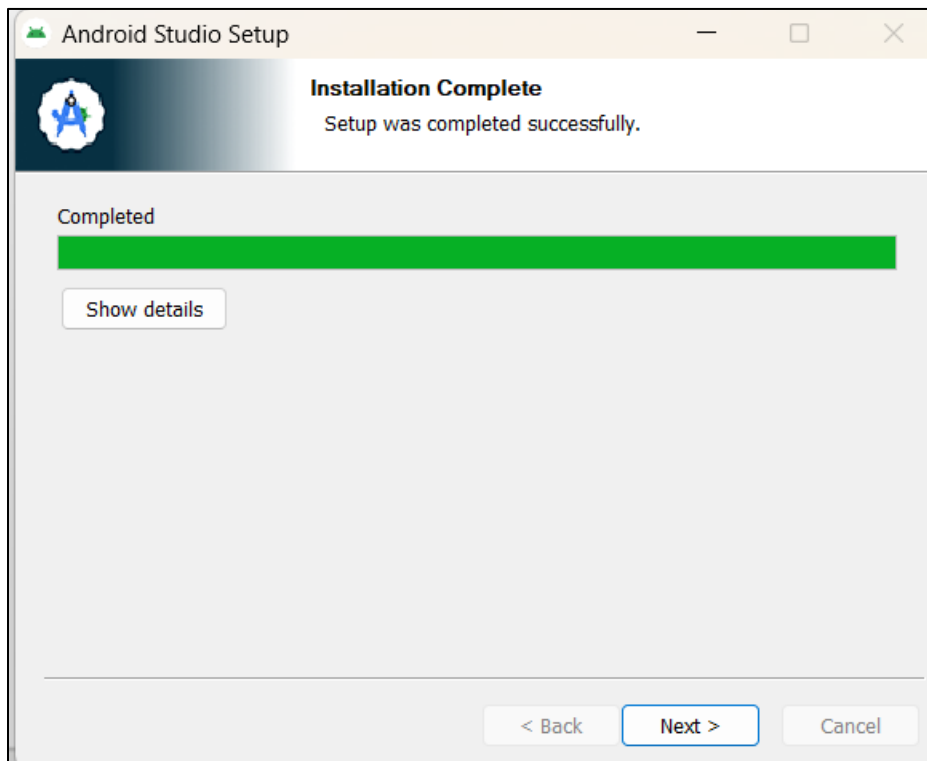 Android Studio Setup
Installation Complete
Setup was completed successfully.
Completed
Show details
< Back
Next >
Cancel